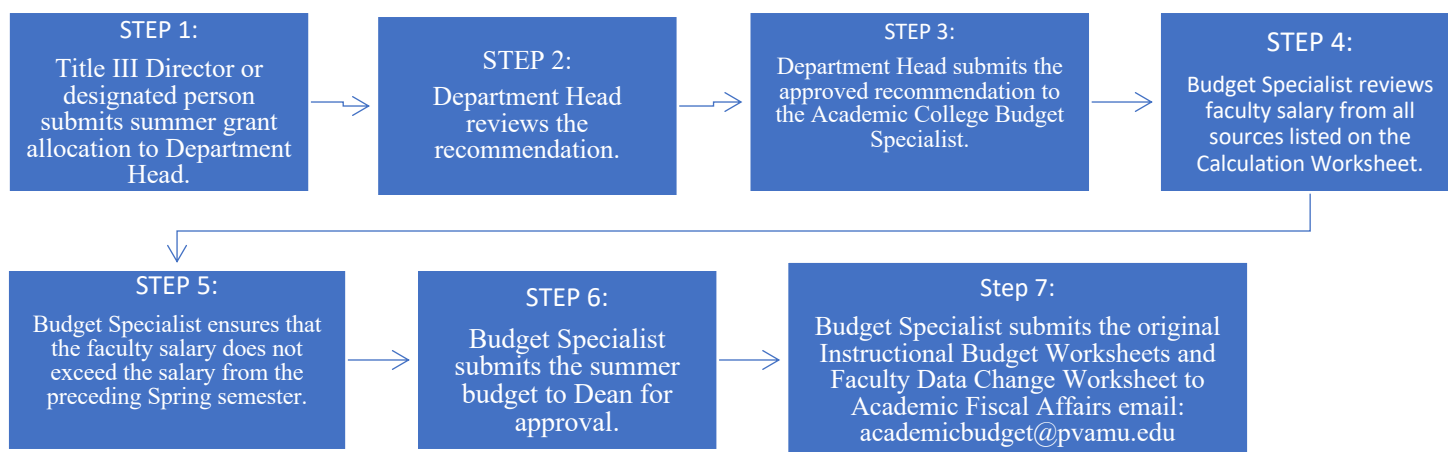 STEP 1:
Title III Director or
designated person
submits summer grant
allocation to Department
Head.
STEP 2:
Department Head
reviews the
recommendation.
STEP 3:
Department Head submits the
approved recommendation to
the Academic College Budget
Specialist.
STEP 4:
Budget Specialist reviews
faculty salary from all
sources listed on the
Calculation Worksheet.
STEP 5:
Budget Specialist ensures that
the faculty salary does not
exceed the salary from the
preceding Spring semester.
STEP 6:
Budget Specialist
submits the summer
budget to Dean for
approval.
Step 7:
Budget Specialist submits the original
Instructional Budget Worksheets and
Faculty Data Change Worksheet to
Academic Fiscal Affairs email:
academicbudget@pvamu.edu